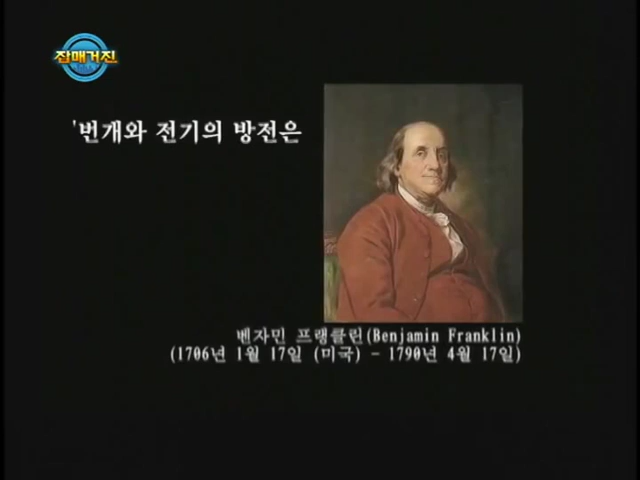 잡매거진
'번개와 전기의 방전은
벤자민 프랭클린(Benjamin Franklin)
(1706년 1월 17일 (미국) - 1790년 4월 17일)